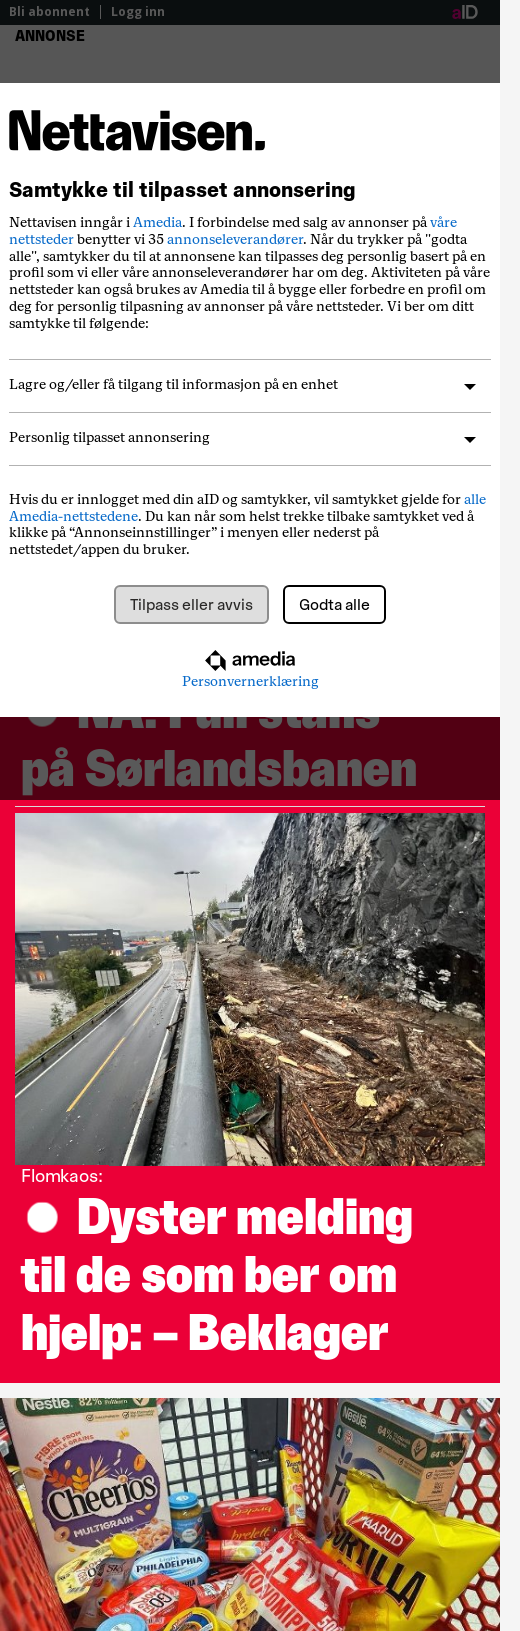 Bli abonnent | Logg inn
aID
ANNONSE
Nettavisen.
Samtykke til tilpasset annonsering
Nettavisen inngår i Amedia. I forbindelse med salg av annonser på våre
nettsteder benytter vi 35 annonseleverandører. Når du trykker på "godta
alle", samtykker du til at annonsene kan tilpasses deg personlig basert på en
profil som vi eller våre annonseleverandører har om deg. Aktiviteten på våre
nettsteder kan også brukes av Amedia til å bygge eller forbedre en profil om
deg for personlig tilpasning av annonser på våre nettsteder. Vi ber om ditt
samtykke til følgende:
Lagre og/eller få tilgang til informasjon på en enhet
Personlig tilpasset annonsering
Hvis du er innlogget med din aID og samtykker, vil samtykket gjelde for alle
Amedia-nettstedene. Du kan når som helst trekke tilbake samtykket ved å
klikke på “Annonseinnstillinger” i menyen eller nederst på
nettstedet/appen du bruker.
Tilpass eller avvis
Godta alle
amedia
Personvernerklæring
på Sørlandsbanen
Flomkaos:
Dyster melding
til de som ber om
hjelp: – Beklager
Nestlé 82%
64%
FIBRE FROM
WHOLE GRAINS
Cheerios
MULTIGRAIN
PHILADELPHIA
brelett
MAARUD
TORTILLA
REVET